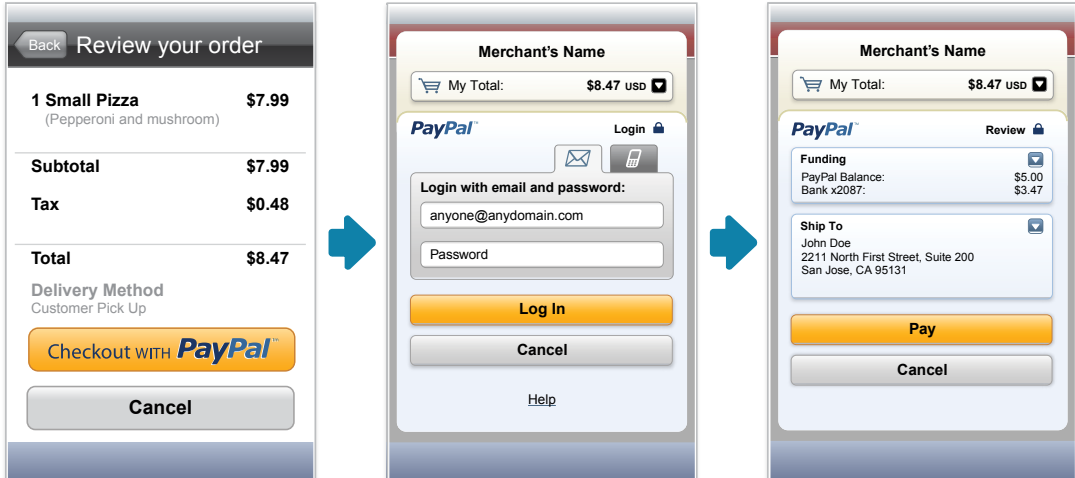 Back Review your order
1 Small Pizza $7.99
(Pepperoni and mushroom)
Subtotal $7.99
Tax $0.48
Total $8.47
Delivery Method
Customer Pick Up
Checkout WITH PayPal™
Cancel
Merchant's Name
My Total: $8.47 USD
PayPal™ Login
Login with email and password:
anyone@anydomain.com
Password
Log In
Cancel
Help
Merchant's Name
My Total: $8.47 USD
PayPal™ Review
Funding
PayPal Balance: $5.00
Bank x2087: $3.47
Ship To
John Doe
2211 North First Street, Suite 200
San Jose, CA 95131
Pay
Cancel